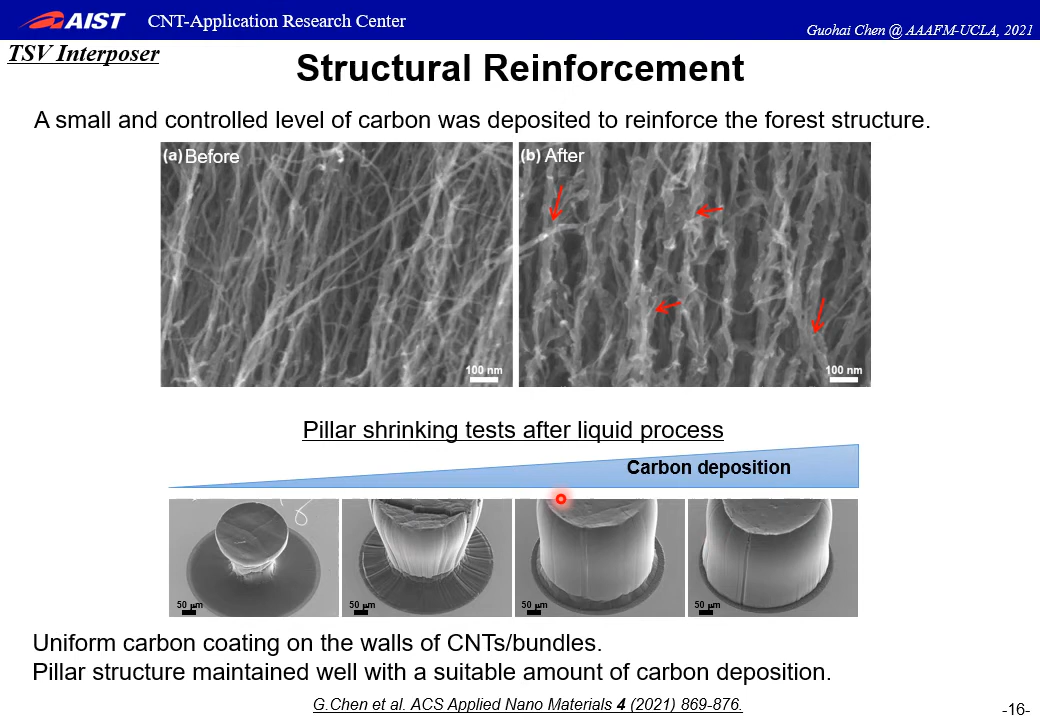 AIST CNT-Application Research Center
Guohai Chen @ AAAFM-UCLA, 2021
TSV Interposer
Structural Reinforcement
A small and controlled level of carbon was deposited to reinforce the forest structure.
(a) Before
(b) After
100 nm
100 nm
Pillar shrinking tests after liquid process
Carbon deposition
50 μm
50 μm
50 μm
50 μm
Uniform carbon coating on the walls of CNTs/bundles.
Pillar structure maintained well with a suitable amount of carbon deposition.
G.Chen et al. ACS Applied Nano Materials 4 (2021) 869-876.
-16-